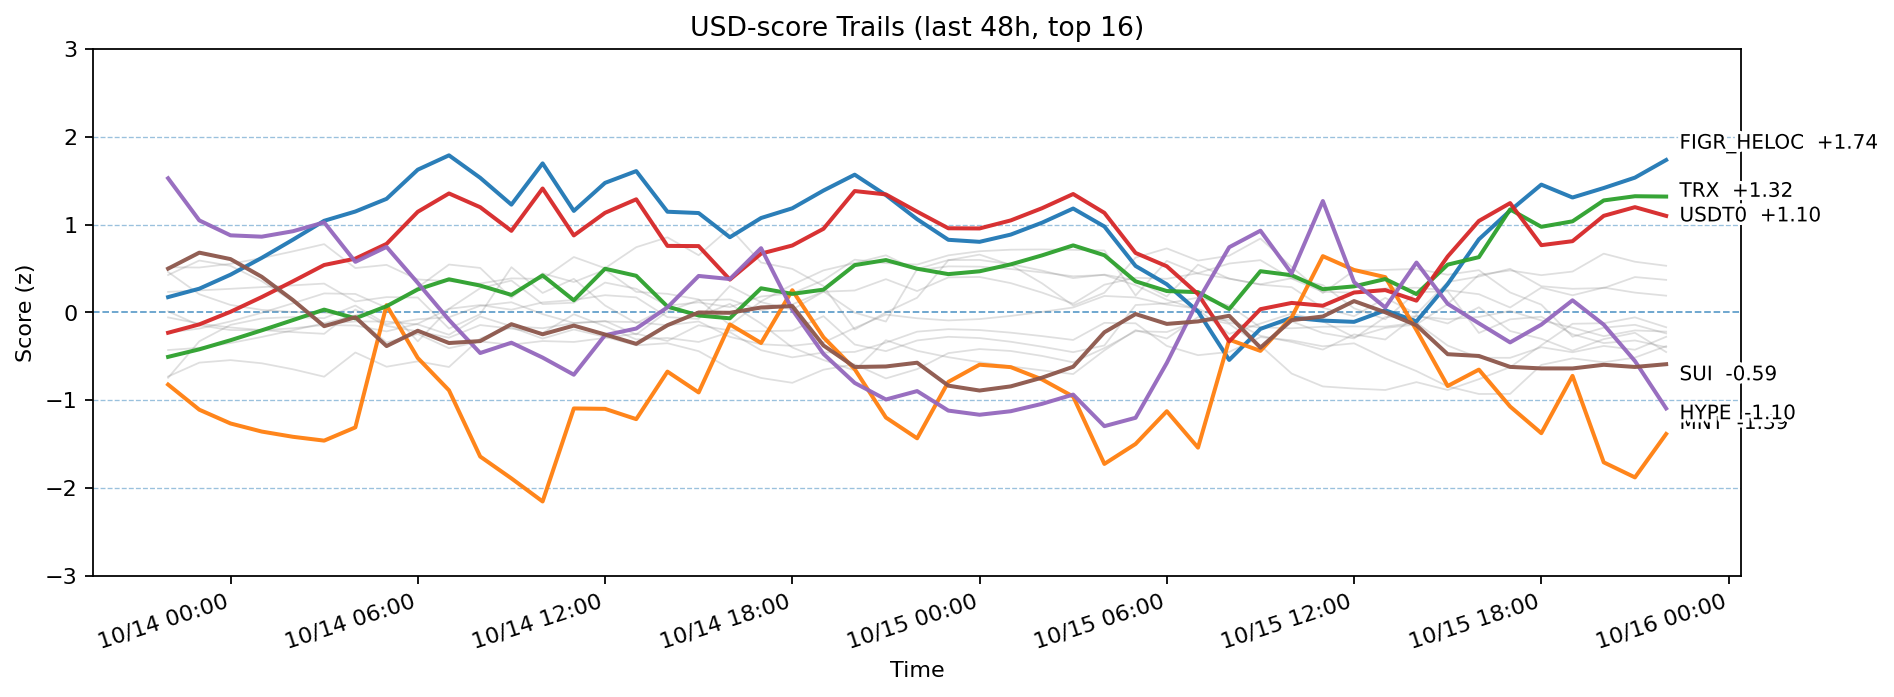 USD-score Trails (last 48h, top 16)
Score (z)
3
2
1
0
−1
−2
−3
FIGR_HELOC +1.74
TRX +1.32
USDT0 +1.10
SUI -0.59
HYPE -1.10
MNT -1.39
10/14 00:00
10/14 06:00
10/14 12:00
10/14 18:00
10/15 00:00
10/15 06:00
10/15 12:00
10/15 18:00
10/16 00:00
Time